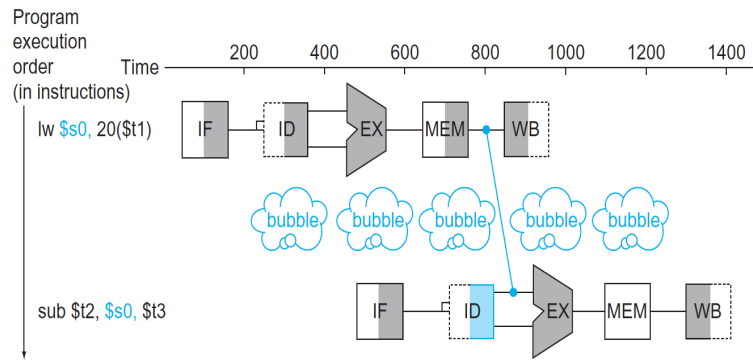 Program
execution
order
(in instructions)
Time
200 400 600 800 1000 1200 1400
lw $s0, 20($t1)
IF ID EX MEM WB
bubble bubble bubble bubble bubble
sub $t2, $s0, $t3
IF ID EX MEM WB